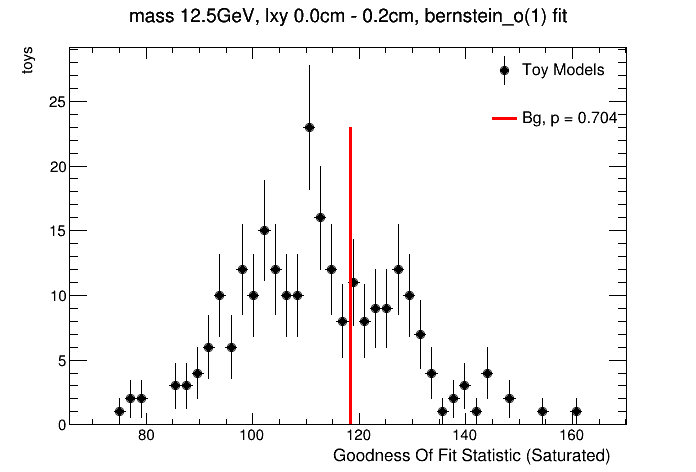 mass 12.5GeV, lxy 0.0cm - 0.2cm, bernstein_o(1) fit
toys
Toy Models
Bg, p = 0.704
25
20
15
10
5
0
80 100 120 140 160
Goodness Of Fit Statistic (Saturated)